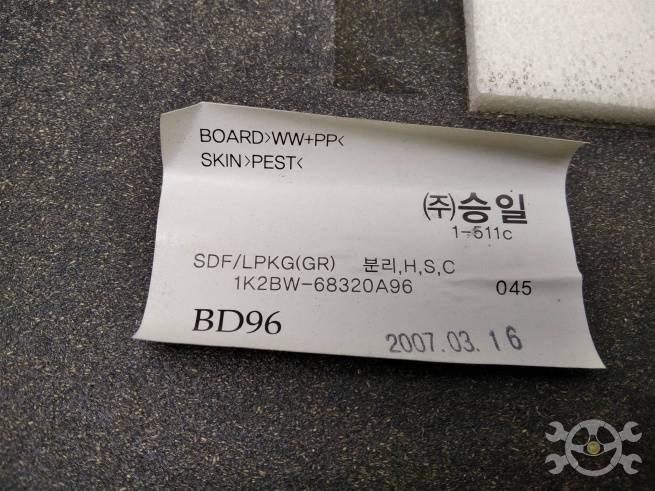 BOARD>WW+PP<
SKIN>PEST<
㈜승일
1-511c
SDF/LPKG(GR) 분리,H,S,C
1K2BW-68320A96 045
BD96 2007.03.16